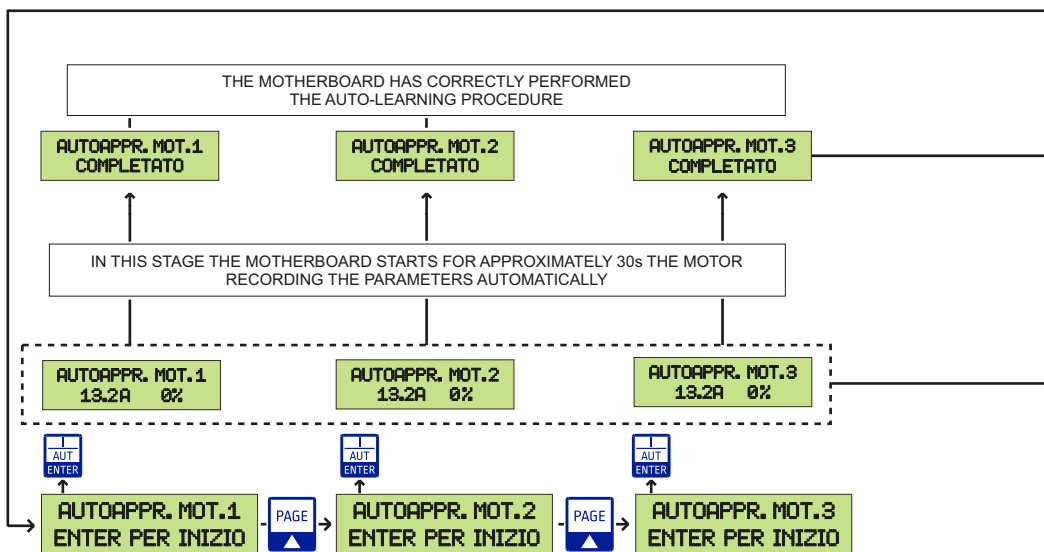 THE MOTHERBOARD HAS CORRECTLY PERFORMED
THE AUTO-LEARNING PROCEDURE
AUTOAPPR. MOT.1
COMPLETATO
AUTOAPPR. MOT.2
COMPLETATO
AUTOAPPR. MOT.3
COMPLETATO
IN THIS STAGE THE MOTHERBOARD STARTS FOR APPROXIMATELY 30s THE MOTOR
RECORDING THE PARAMETERS AUTOMATICALLY
AUTOAPPR. MOT.1
13.2A 0%
AUTOAPPR. MOT.2
13.2A 0%
AUTOAPPR. MOT.3
13.2A 0%
AUT
ENTER
AUT
ENTER
AUT
ENTER
AUTOAPPR. MOT.1
ENTER PER INIZIO
PAGE
AUTOAPPR. MOT.2
ENTER PER INIZIO
PAGE
AUTOAPPR. MOT.3
ENTER PER INIZIO